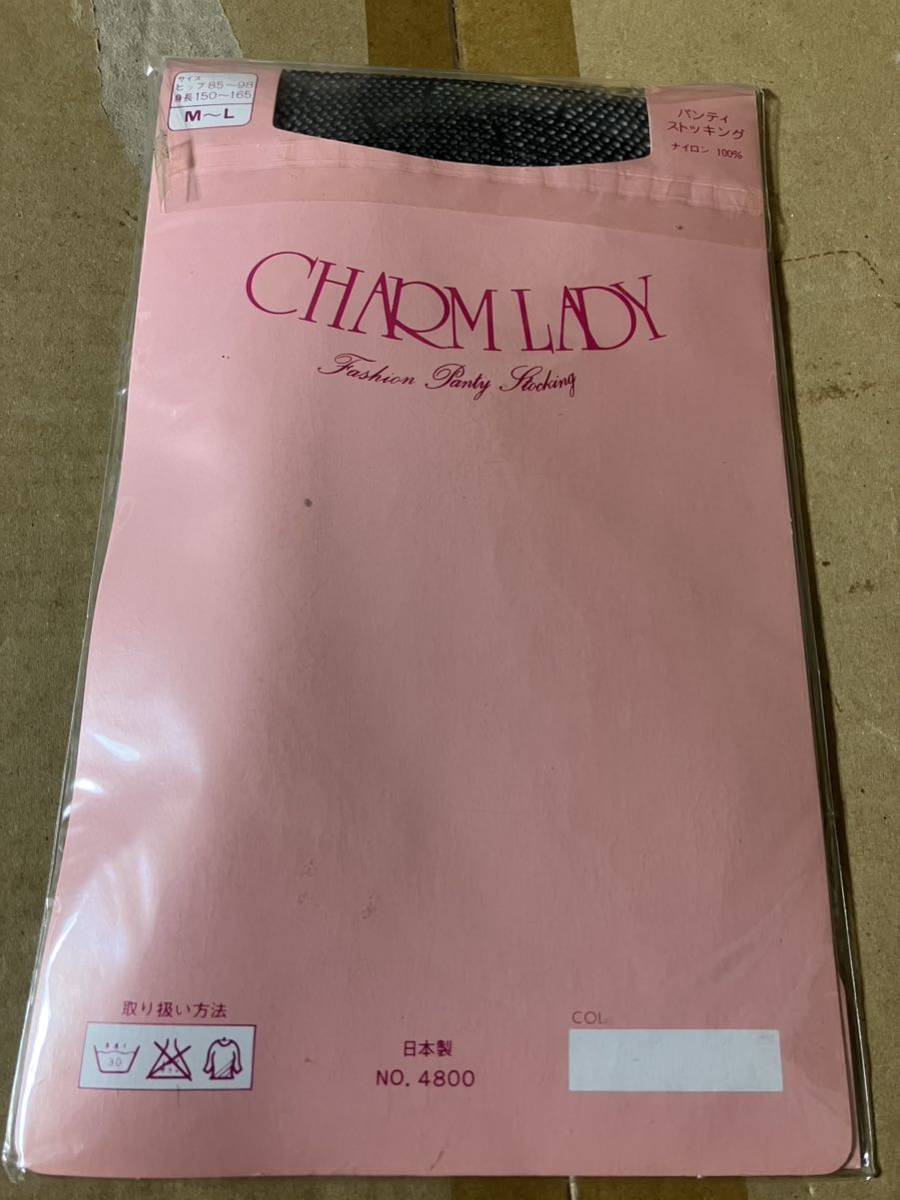 サイズ
ヒップ85〜98
身長150〜165
M〜L
パンティ
ストッキング
ナイロン 100%
CHARM LADY
Fashion Panty Stocking
取り扱い方法
30
日本製
NO. 4800
COL